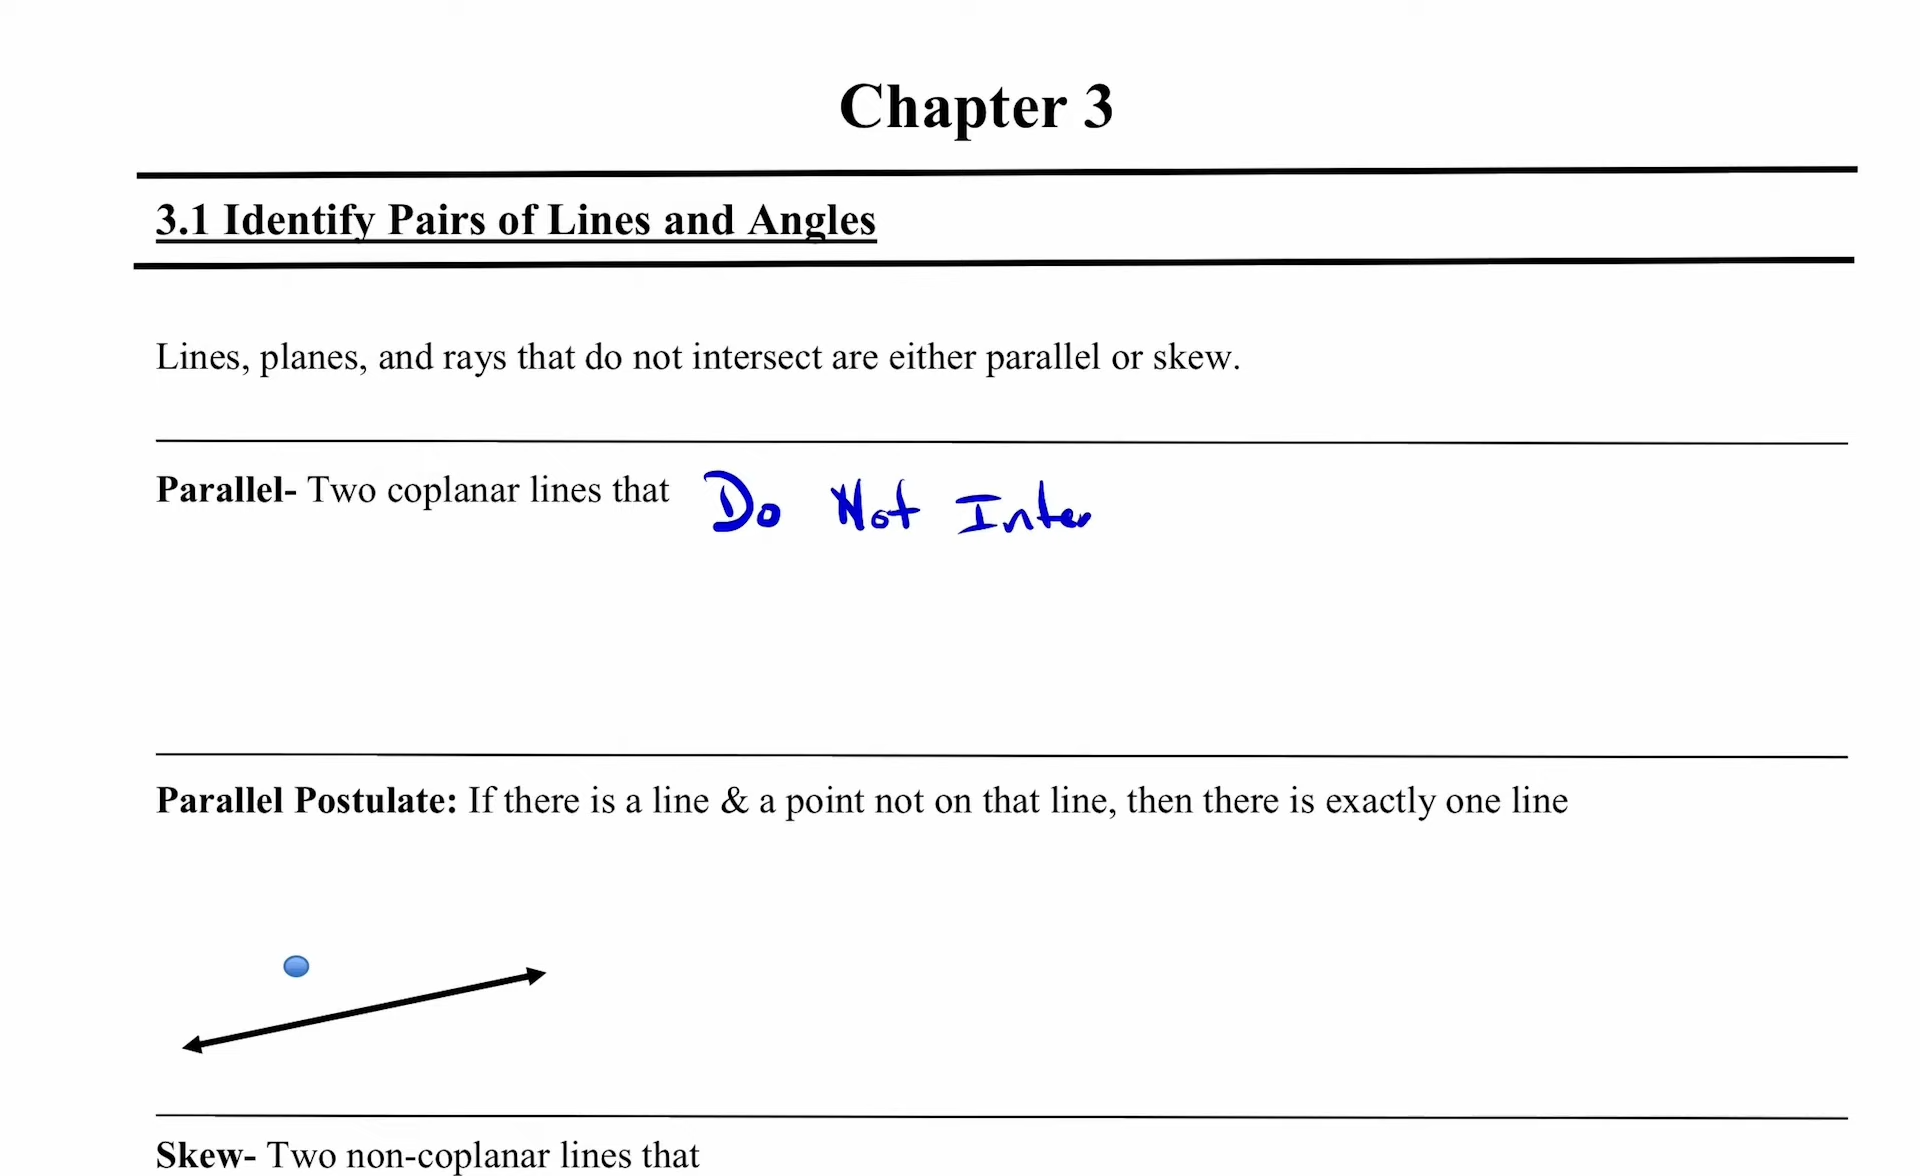 Chapter 3
3.1 Identify Pairs of Lines and Angles
Lines, planes, and rays that do not intersect are either parallel or skew.
Parallel- Two coplanar lines that Do Not Inter
Parallel Postulate: If there is a line & a point not on that line, then there is exactly one line
Skew- Two non-coplanar lines that